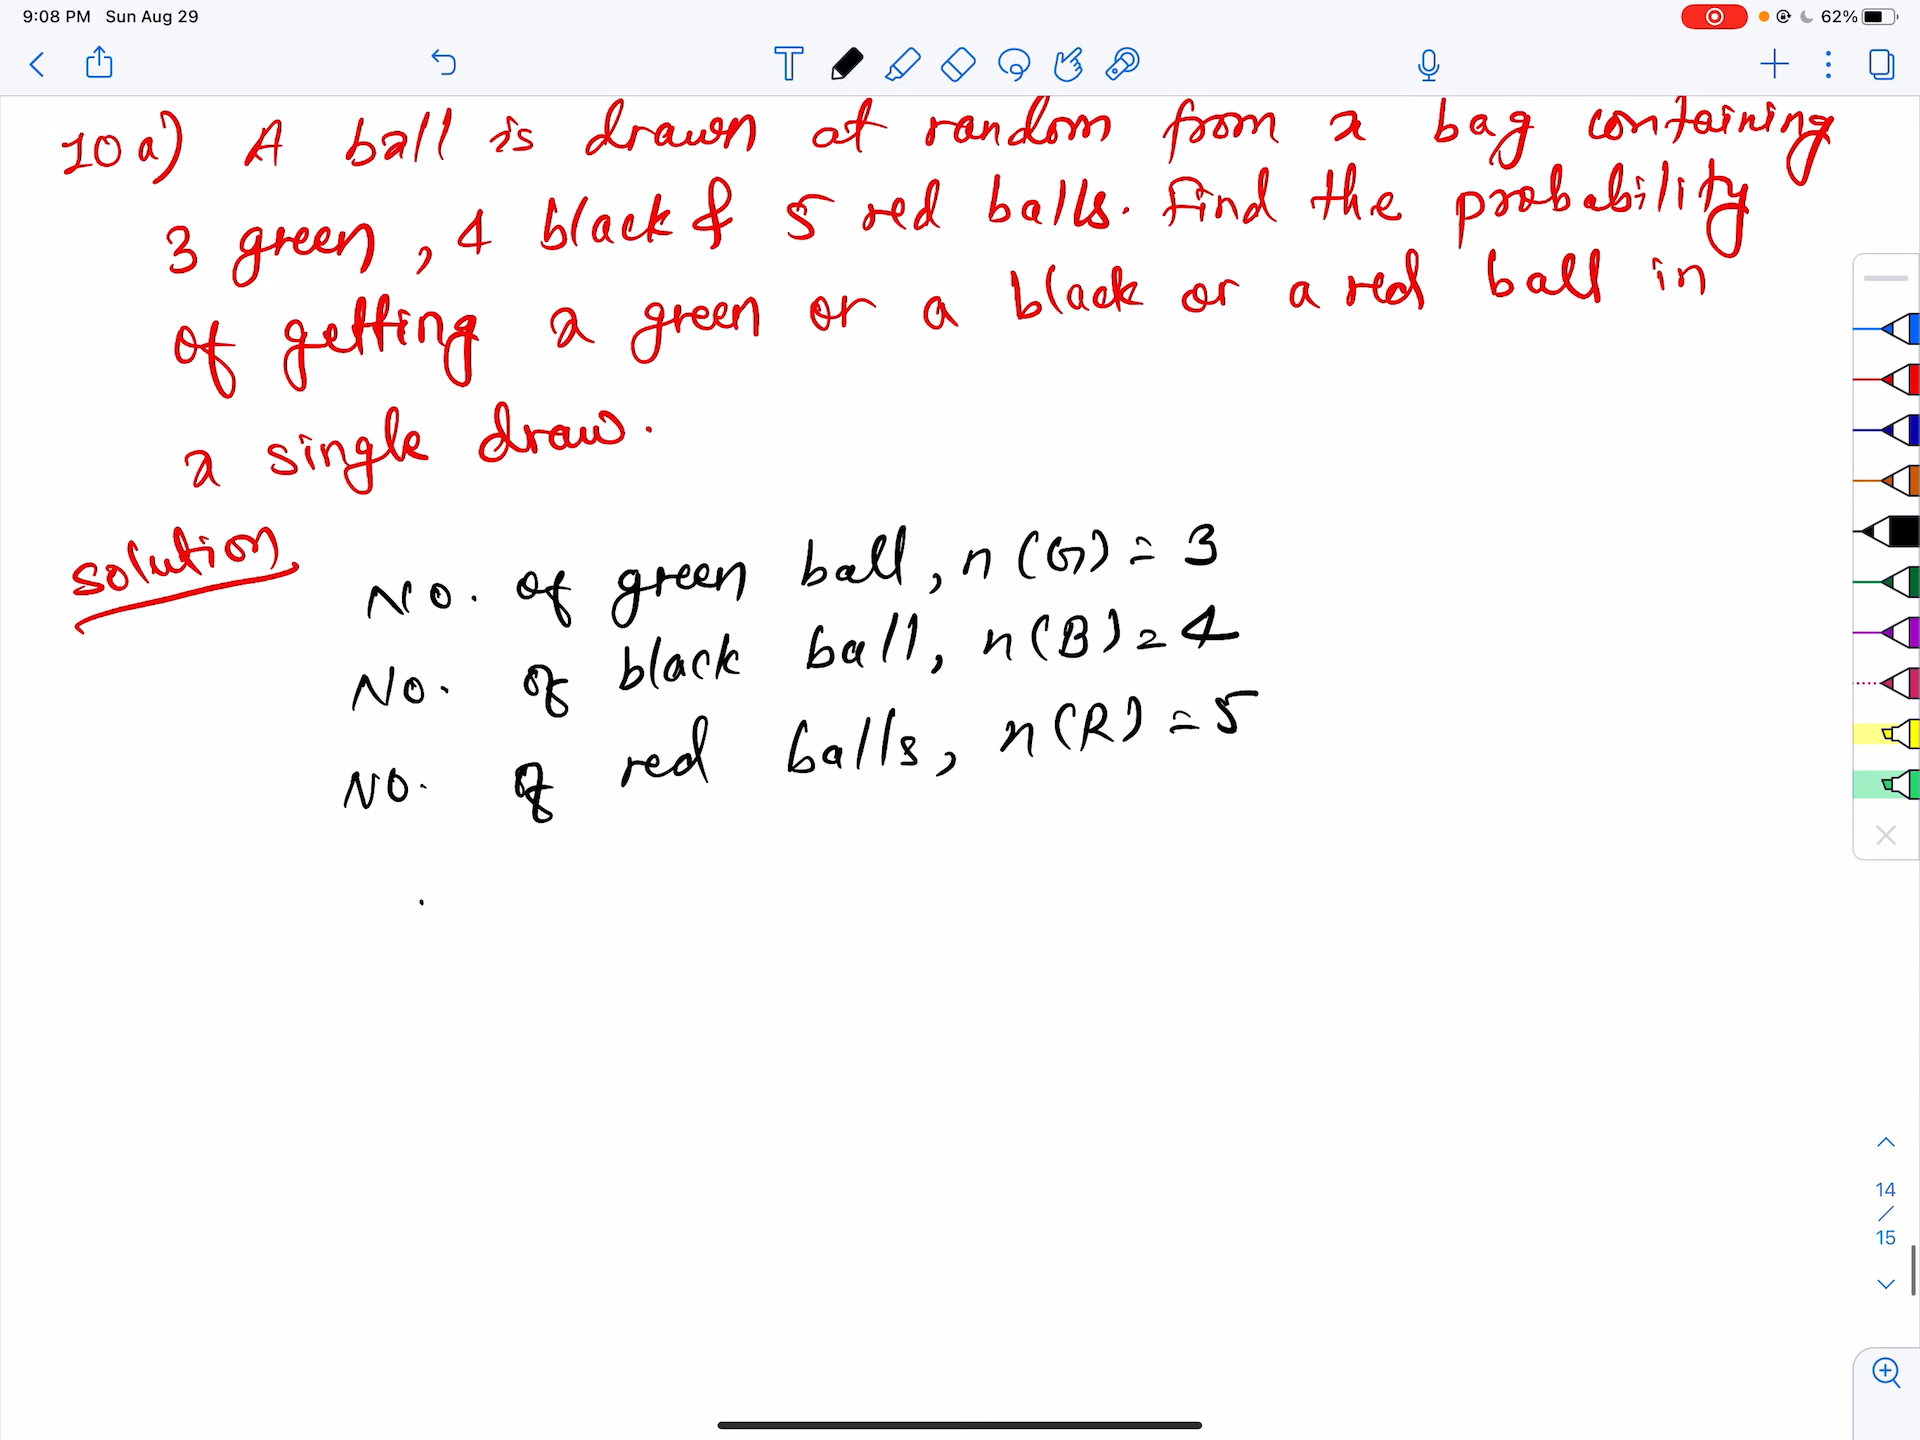 9:08 PM Sun Aug 29
62%
T
10 a) A ball is drawn at random from a bag containing
3 green, 4 black & 5 red balls. Find the probability
of getting a green or a black or a red ball in
a single draw.
solution
No. of green ball, n(G) = 3
No. of black ball, n(B) = 4
No. of red balls, n(R) = 5
14
/
15